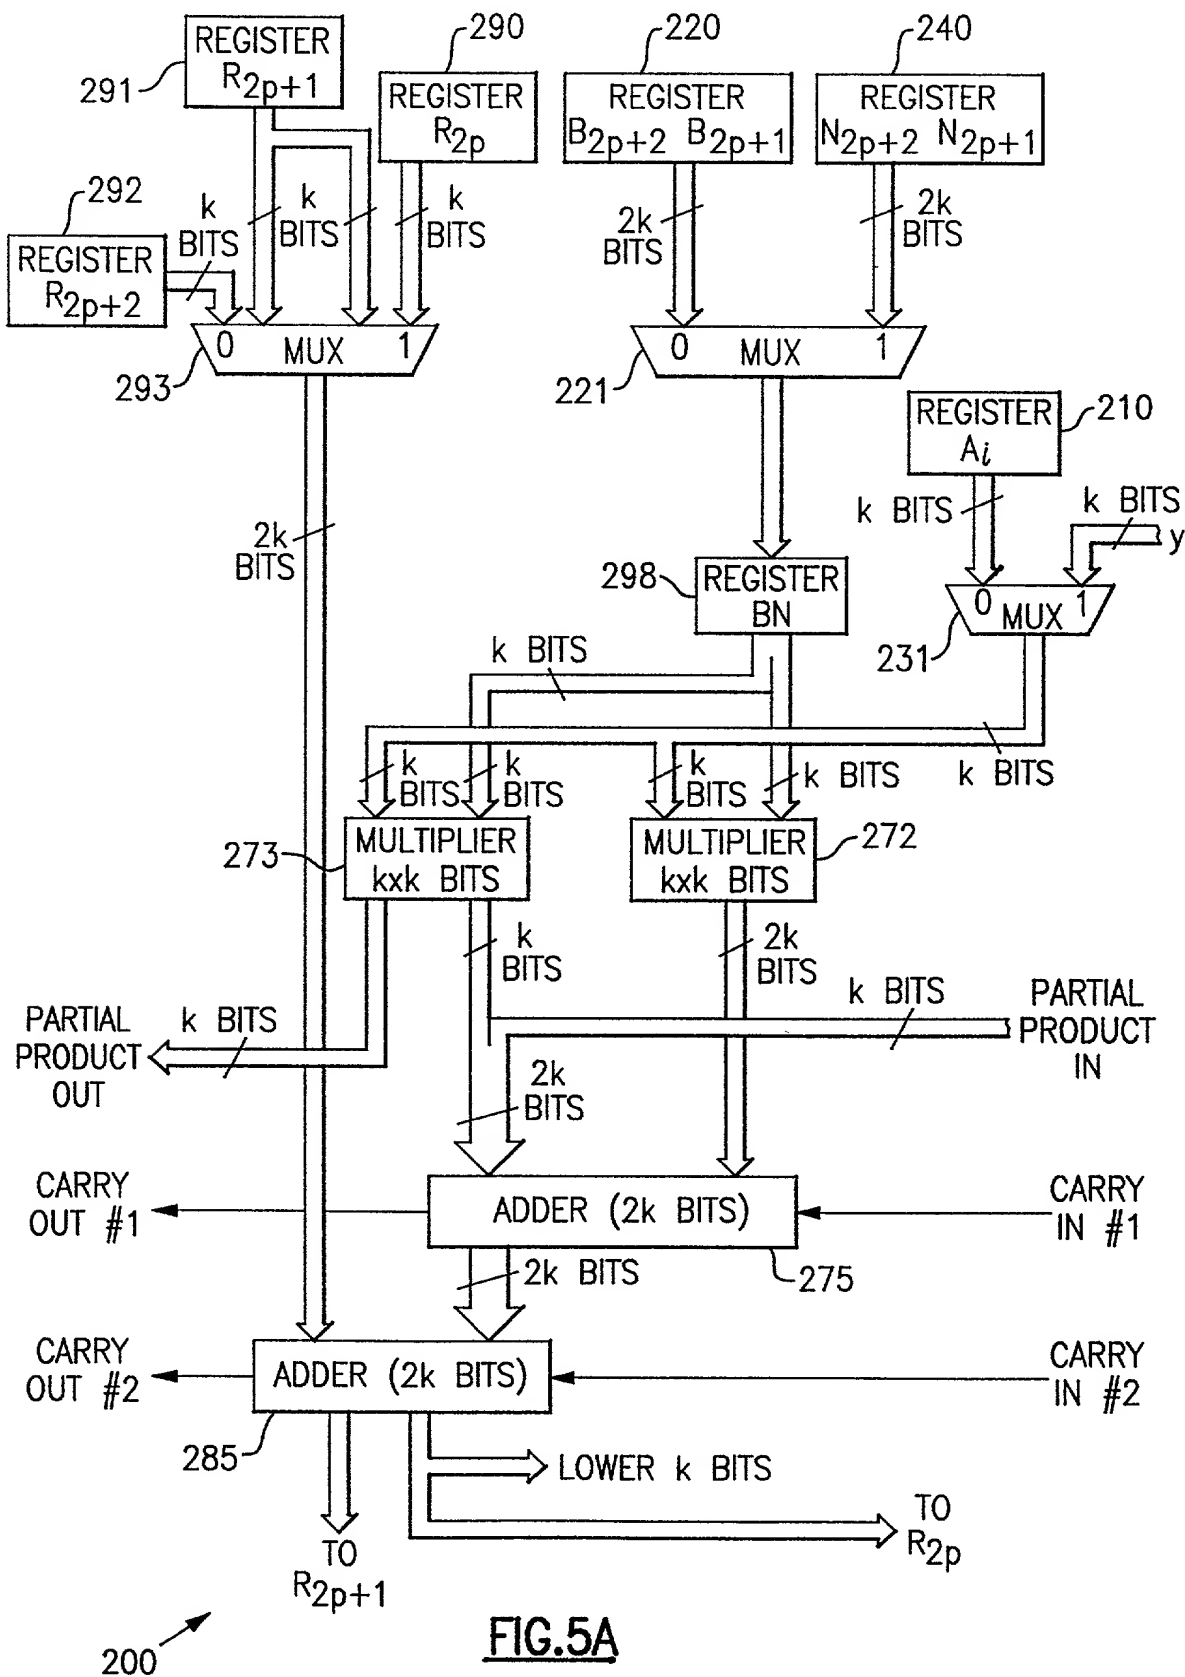 REGISTER
R2p+1
291
REGISTER
R2p
290
REGISTER
B2p+2 B2p+1
220
REGISTER
N2p+2 N2p+1
240
292
REGISTER
R2p+2
k
BITS
k
BITS
k
BITS
2k
BITS
2k
BITS
0 MUX 1
293
0 MUX 1
221
REGISTER
Ai
210
k BITS
k BITS
y
2k
BITS
298
REGISTER
BN
0 MUX 1
231
k BITS
k BITS
k
BITS
k
BITS
k
BITS
k BITS
273
MULTIPLIER
kxk BITS
MULTIPLIER
kxk BITS
272
k
BITS
2k
BITS
k BITS
PARTIAL
PRODUCT
IN
PARTIAL
PRODUCT
OUT
k BITS
2k
BITS
CARRY
OUT #1
ADDER (2k BITS)
CARRY
IN #1
275
2k BITS
CARRY
OUT #2
ADDER (2k BITS)
CARRY
IN #2
285
LOWER k BITS
TO
R2p
TO
R2p+1
200
FIG.5A